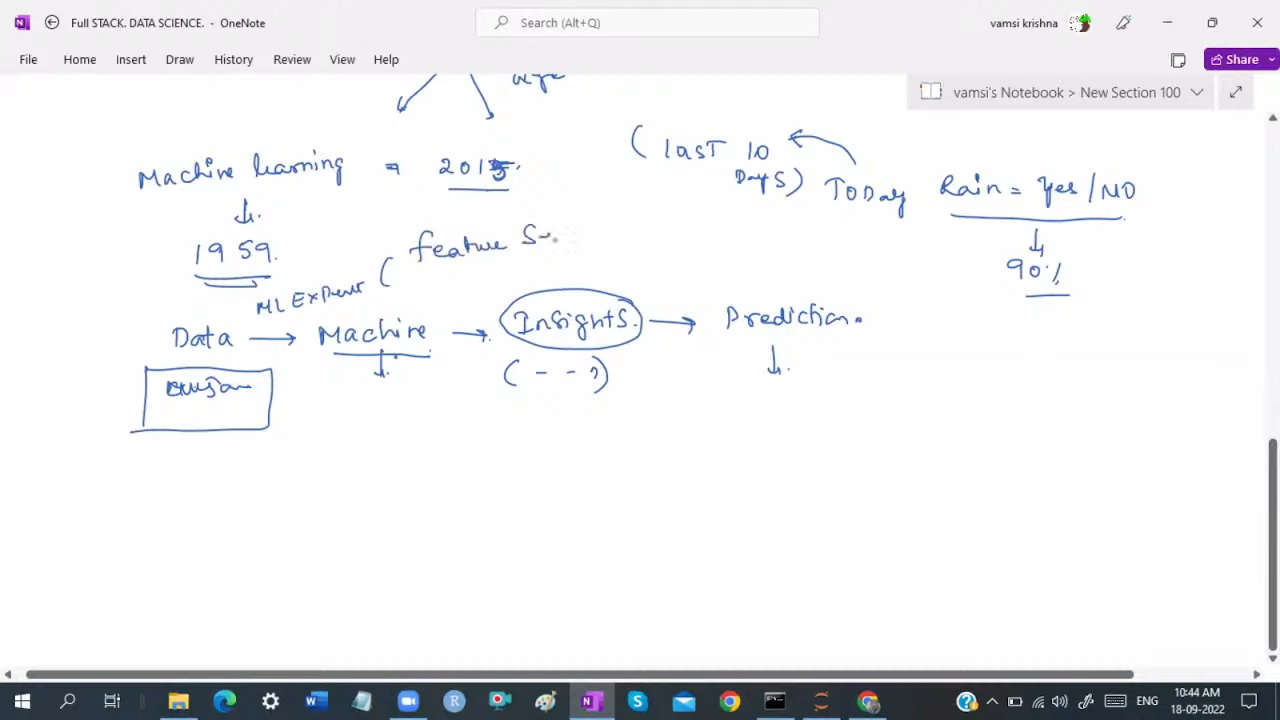 Full STACK. DATA SCIENCE. - OneNote
Search (Alt+Q)
vamsi krishna
File Home Insert Draw History Review View Help
Share
vamsi's Notebook > New Section 100
(last 10
Days) TODay
Rain = Yes/NO
90%
Machine learning
201
1959.
(feature S
ML Expert
Data → Machine → Insights. → Prediction.
(- - ?)
ENG
10:44 AM
18-09-2022